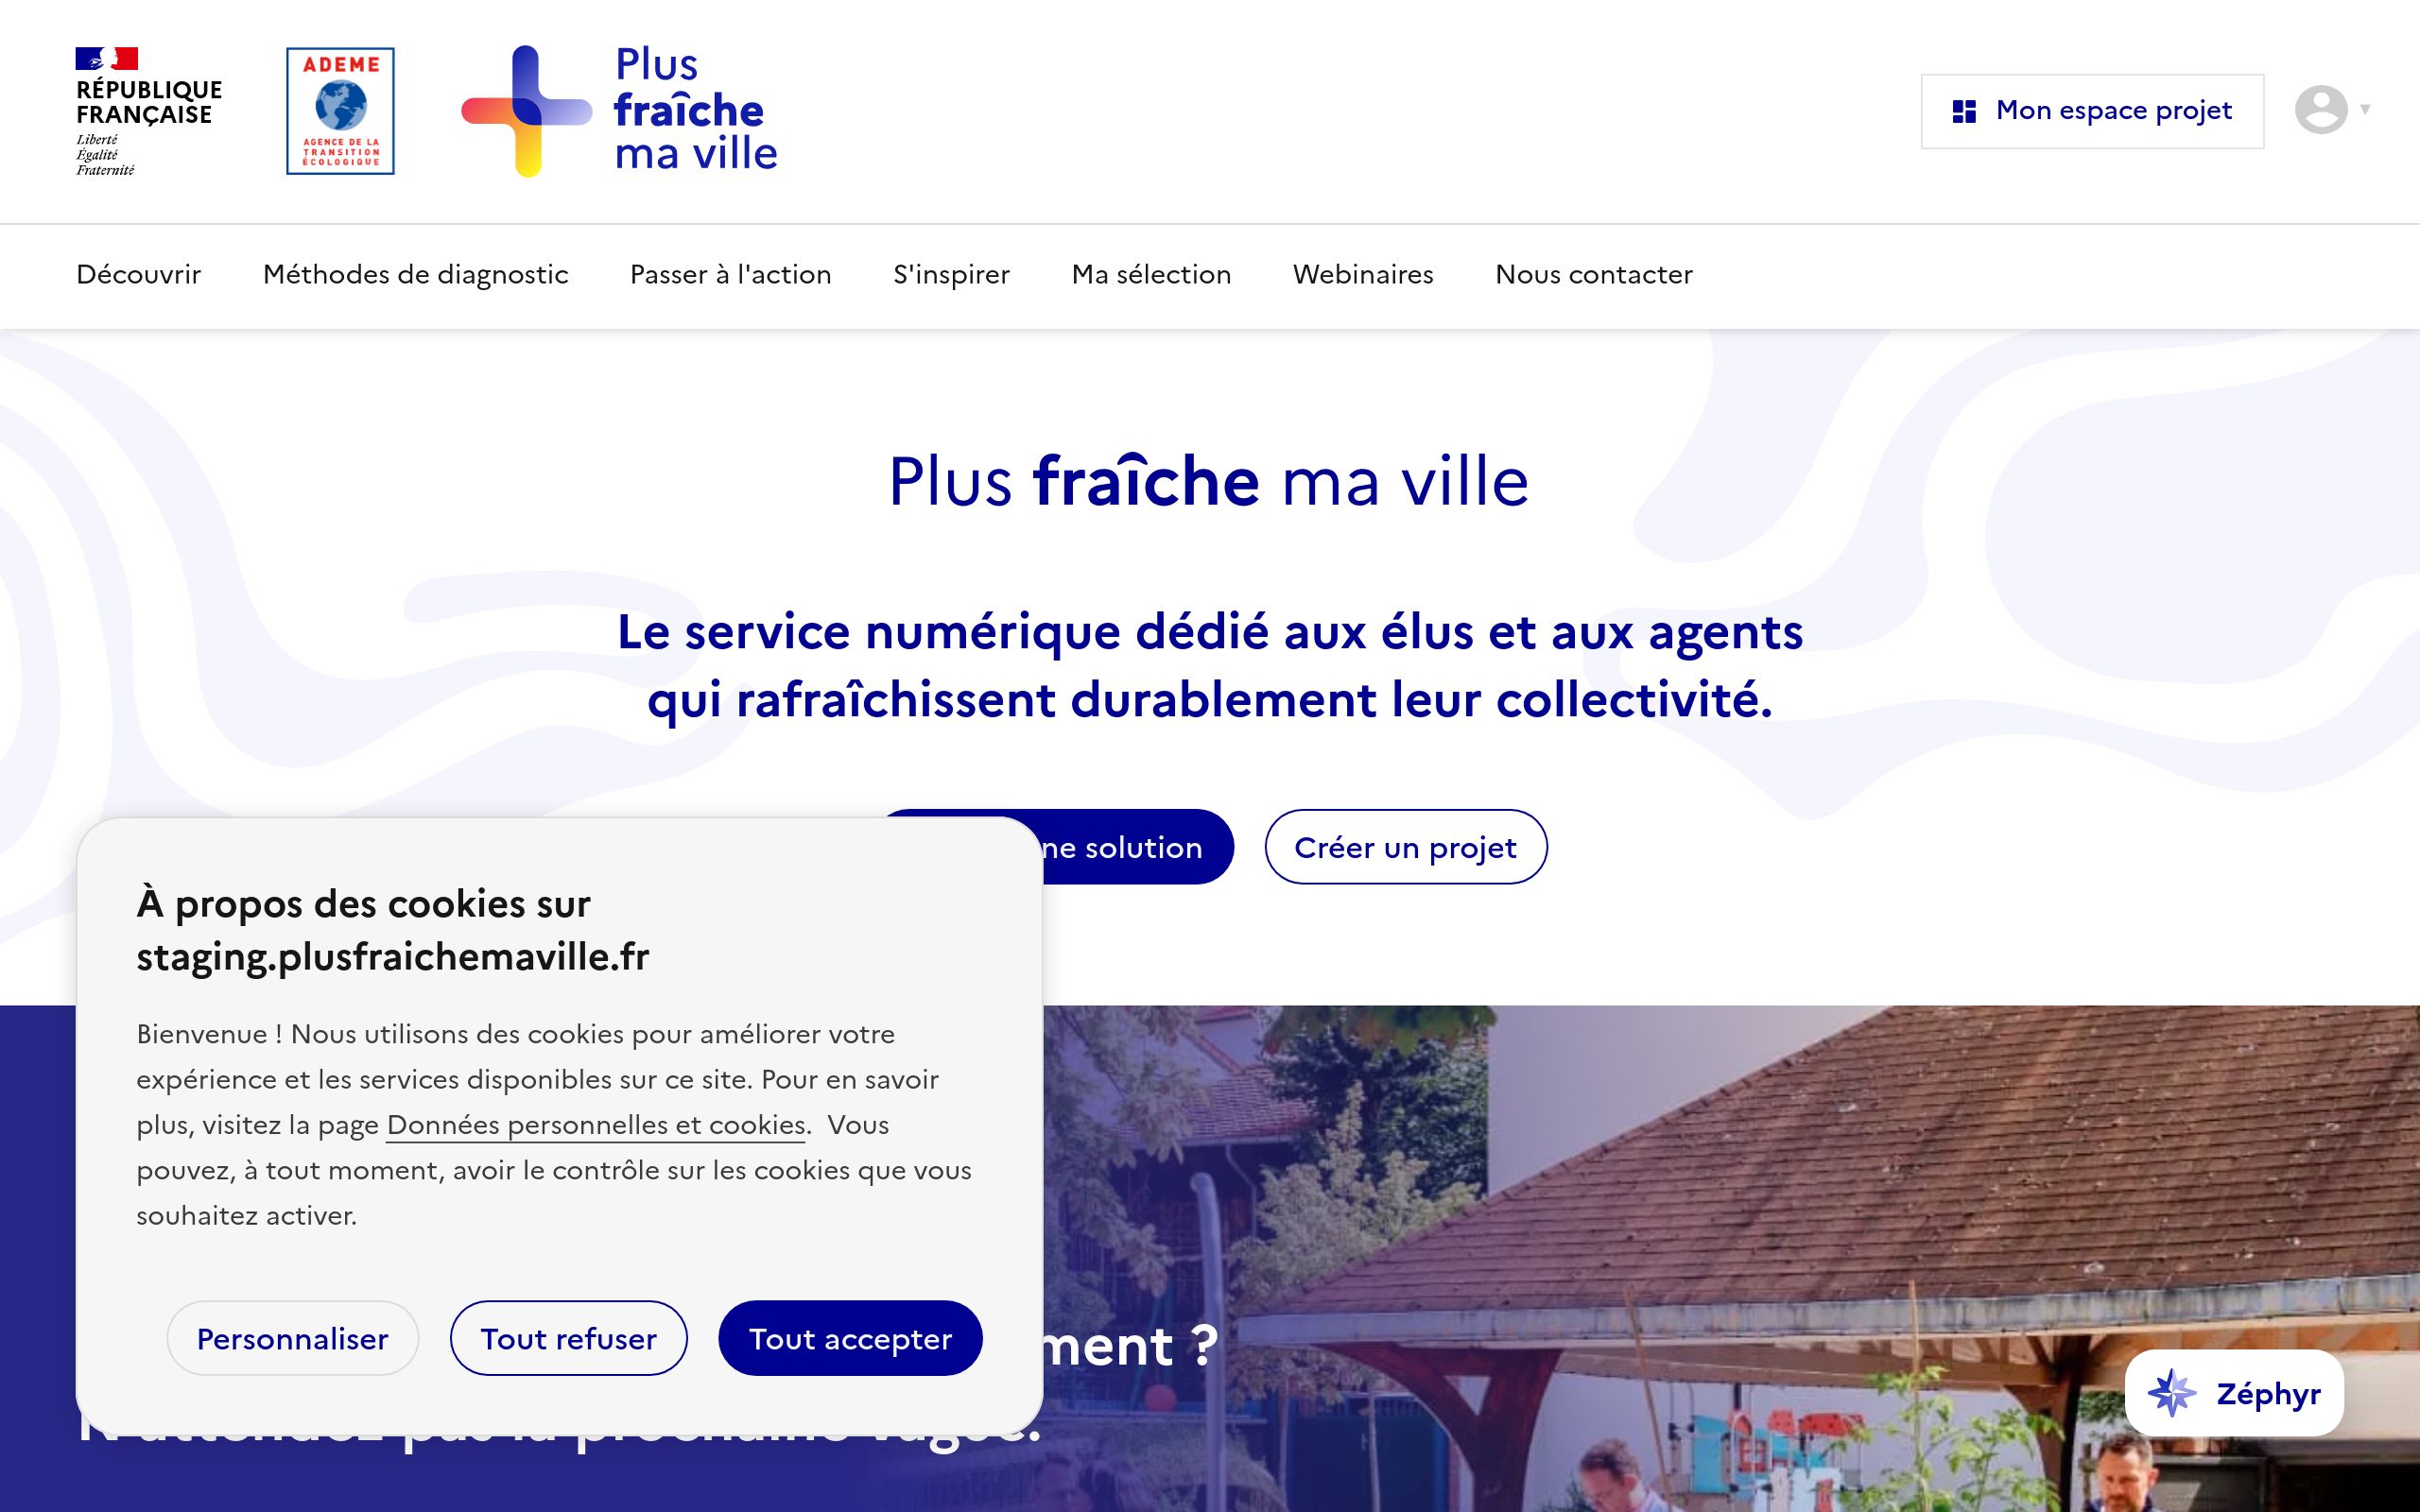 RÉPUBLIQUE
FRANÇAISE
Liberté
Égalité
Fraternité
ADEME
AGENCE DE LA
TRANSITION
ÉCOLOGIQUE
Plus
fraîche
ma ville
Mon espace projet
Découvrir
Méthodes de diagnostic
Passer à l'action
S'inspirer
Ma sélection
Webinaires
Nous contacter
Plus fraîche ma ville
Le service numérique dédié aux élus et aux agents
qui rafraîchissent durablement leur collectivité.
ne solution
Créer un projet
À propos des cookies sur
staging.plusfraichemaville.fr
Bienvenue ! Nous utilisons des cookies pour améliorer votre
expérience et les services disponibles sur ce site. Pour en savoir
plus, visitez la page Données personnelles et cookies.  Vous
pouvez, à tout moment, avoir le contrôle sur les cookies que vous
souhaitez activer.
Personnaliser
Tout refuser
Tout accepter
ment ?
Zéphyr